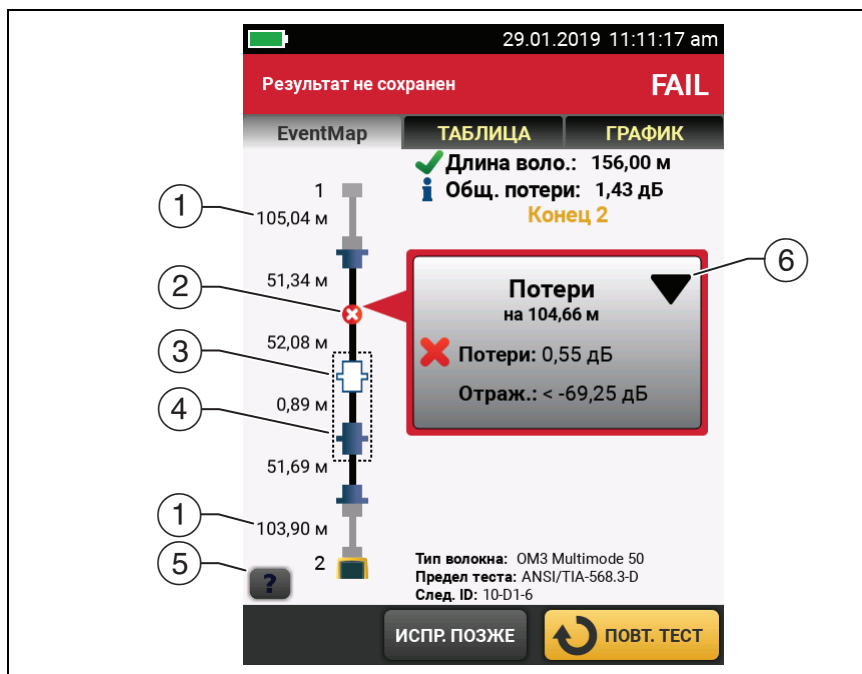 29.01.2019 11:11:17 am
Результат не сохранен
FAIL
EventMap
ТАБЛИЦА
ГРАФИК
Длина воло.: 156,00 м
Общ. потери: 1,43 дБ
Конец 2
1
1
105,04 м
2
51,34 м
3
52,08 м
4
0,89 м
51,69 м
1
103,90 м
5
2
?
6
Потери
на 104,66 м
Потери: 0,55 дБ
Отраж.: < -69,25 дБ
Тип волокна: OM3 Multimode 50
Предел теста: ANSI/TIA-568.3-D
След. ID: 10-D1-6
ИСПР. ПОЗЖЕ
ПОВТ. ТЕСТ